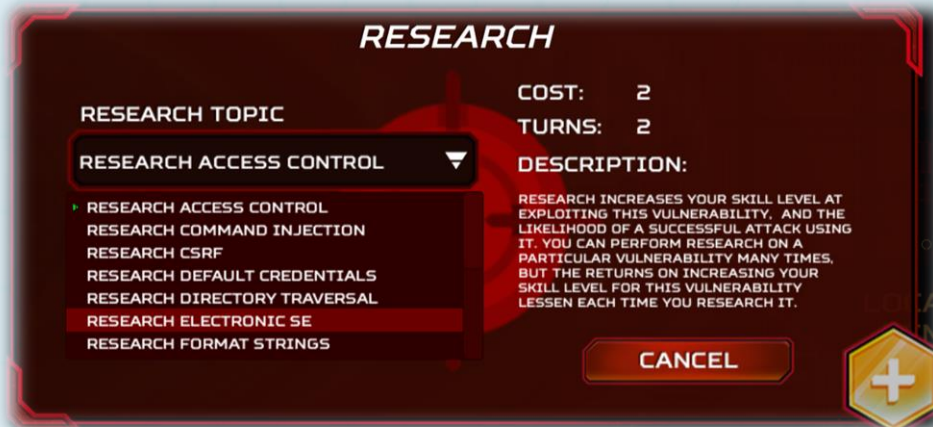 RESEARCH
RESEARCH TOPIC
RESEARCH ACCESS CONTROL
RESEARCH ACCESS CONTROL
RESEARCH COMMAND INJECTION
RESEARCH CSRF
RESEARCH DEFAULT CREDENTIALS
RESEARCH DIRECTORY TRAVERSAL
RESEARCH ELECTRONIC SE
RESEARCH FORMAT STRINGS
COST: 2
TURNS: 2
DESCRIPTION:
RESEARCH INCREASES YOUR SKILL LEVEL AT
EXPLOITING THIS VULNERABILITY, AND THE
LIKELIHOOD OF A SUCCESSFUL ATTACK USING
IT. YOU CAN PERFORM RESEARCH ON A
PARTICULAR VULNERABILITY MANY TIMES,
BUT THE RETURNS ON INCREASING YOUR
SKILL LEVEL FOR THIS VULNERABILITY
LESSEN EACH TIME YOU RESEARCH IT.
CANCEL